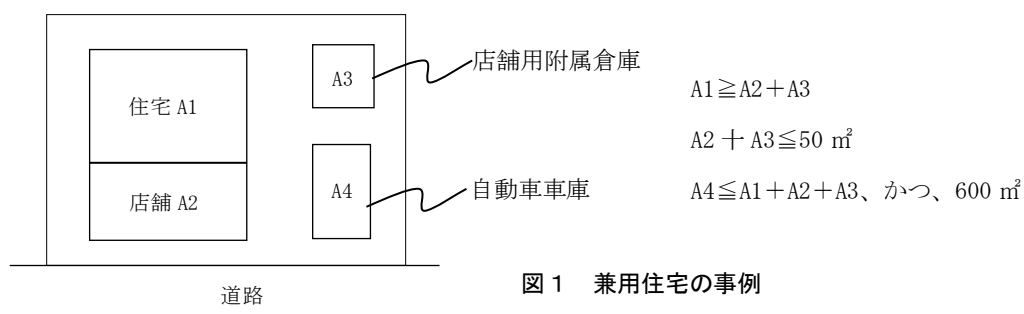 住宅 A1
店舗 A2
A3
A4
店舗用附属倉庫
自動車車庫
A1≧A2＋A3
A2 十 A3≦50 ㎡
A4≦A1＋A2＋A3、かつ、600 ㎡
道路
図１　兼用住宅の事例